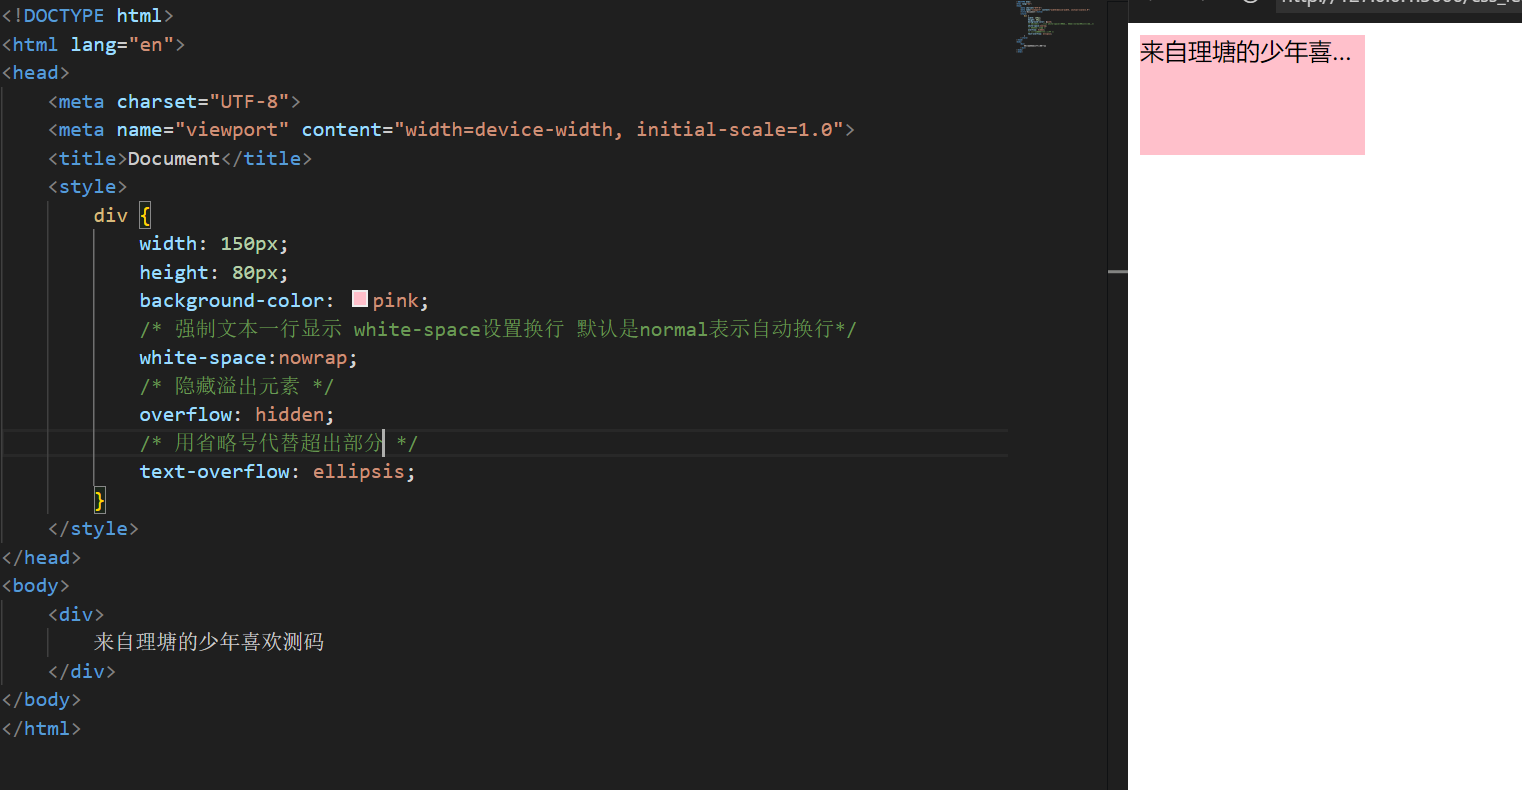 <!DOCTYPE html>
<html lang="en">
<head>
    <meta charset="UTF-8">
    <meta name="viewport" content="width=device-width, initial-scale=1.0">
    <title>Document</title>
    <style>
        div {
            width: 150px;
            height: 80px;
            background-color: pink;
            /* 强制文本一行显示 white-space设置换行 默认是normal表示自动换行*/
            white-space:nowrap;
            /* 隐藏溢出元素 */
            overflow: hidden;
            /* 用省略号代替超出部分 */
            text-overflow: ellipsis;
        }
    </style>
</head>
<body>
    <div>
        来自理塘的少年喜欢测码
    </div>
</body>
</html>
来自理塘的少年喜...